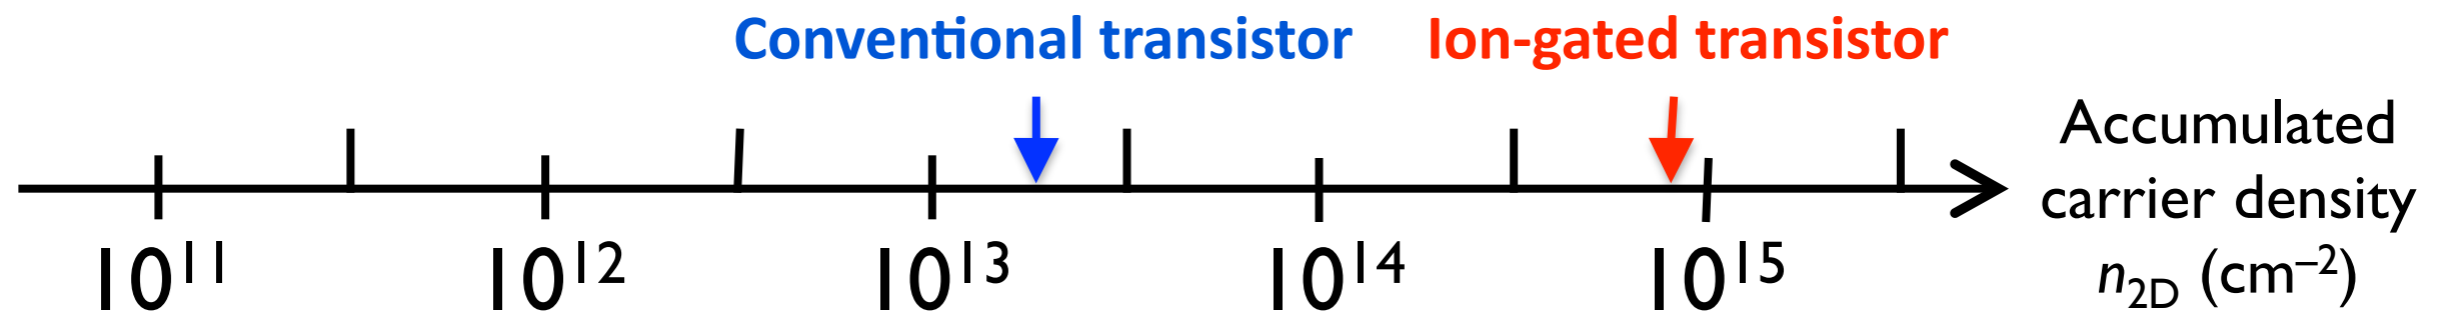 Conventional transistor Ion-gated transistor
Accumulated
carrier density
n2D (cm–2)
10¹¹ 10¹² 10¹³ 10¹⁴ 10¹⁵